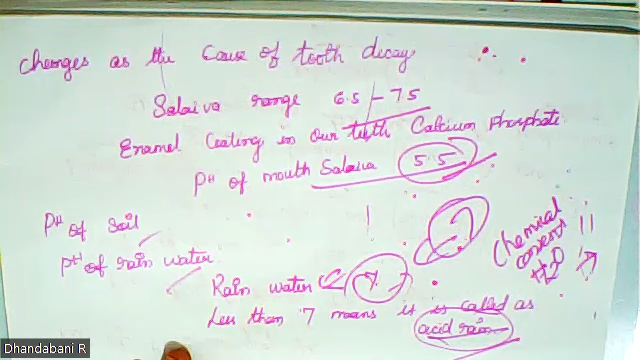 changes as the cause of tooth decay
Salaiva range 6.5 - 7.5
Enamel Coating in our teeth Calcium Phosphate
PH of mouth Salaiva 5.5
PH of Soil
PH of rain water
Rain water 7
Less than 7 means it is called as
acid rain
Chemical
H2O
Dhandabani R